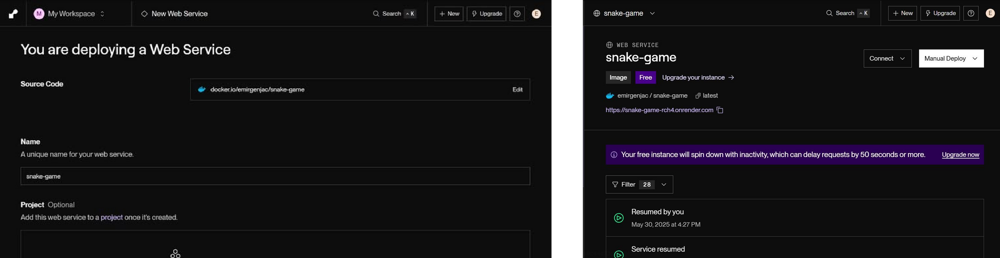 M My Workspace
New Web Service
Search ^ K
+ New
Upgrade
E
You are deploying a Web Service
Source Code
docker.io/emirgenjac/snake-game
Edit
Name
A unique name for your web service.
snake-game
Project Optional
Add this web service to a project once it's created.
snake-game
Search ^ K
+ New
Upgrade
E
WEB SERVICE
snake-game
Connect
Manual Deploy
Image
Free
Upgrade your instance →
emirgenjac / snake-game latest
https://snake-game-rch4.onrender.com
Your free instance will spin down with inactivity, which can delay requests by 50 seconds or more.
Upgrade now
Filter 28
Resumed by you
May 30, 2025 at 4:27 PM
Service resumed